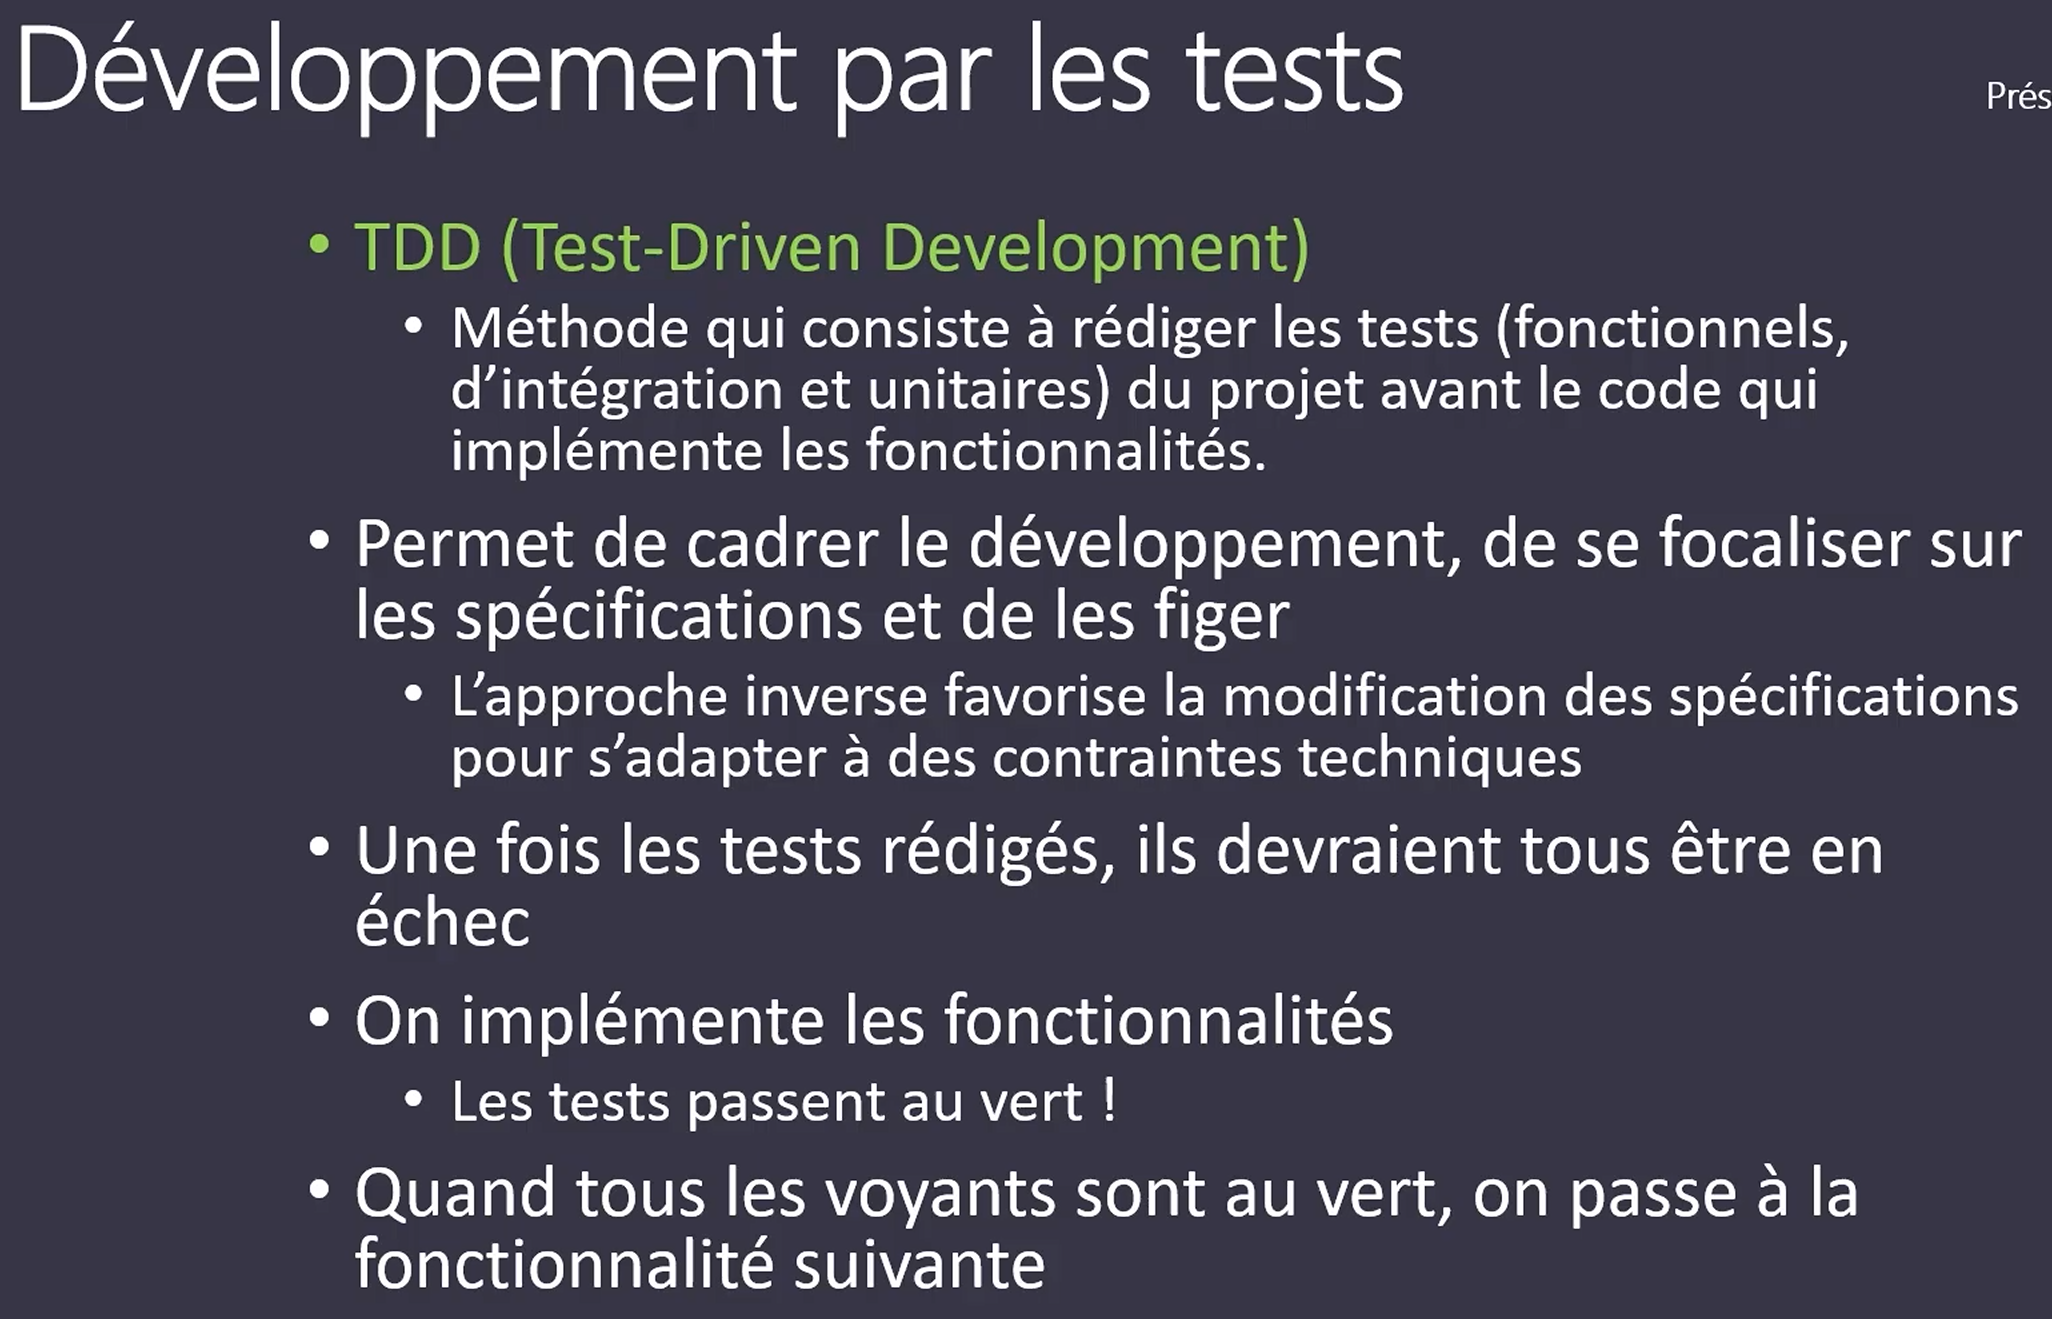 Développement par les tests
Prés
• TDD (Test-Driven Development)
• Méthode qui consiste à rédiger les tests (fonctionnels,
d’intégration et unitaires) du projet avant le code qui
implémente les fonctionnalités.
• Permet de cadrer le développement, de se focaliser sur
les spécifications et de les figer
• L’approche inverse favorise la modification des spécifications
pour s’adapter à des contraintes techniques
• Une fois les tests rédigés, ils devraient tous être en
échec
• On implémente les fonctionnalités
• Les tests passent au vert !
• Quand tous les voyants sont au vert, on passe à la
fonctionnalité suivante